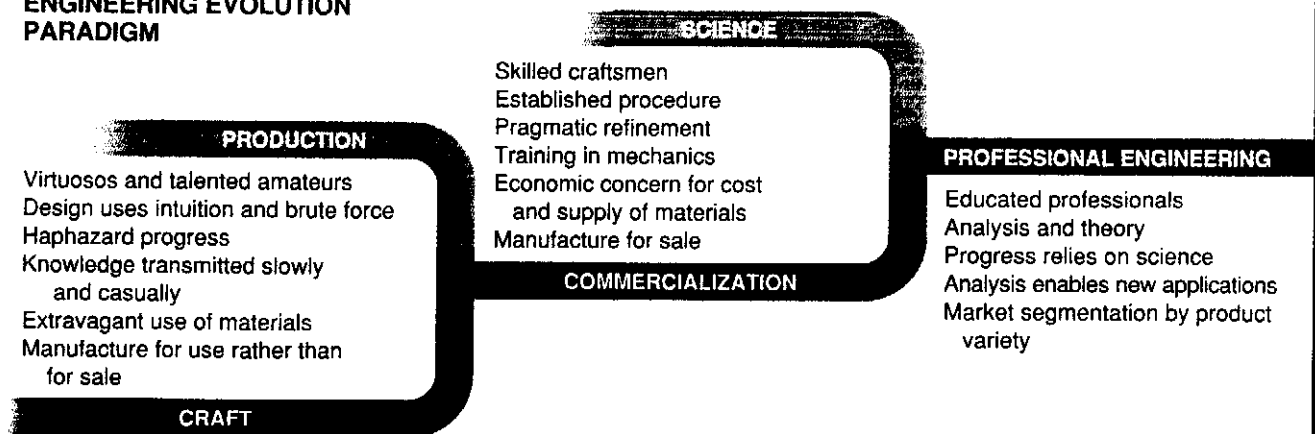 ENGINEERING EVOLUTION
PARADIGM
PRODUCTION
Virtuosos and talented amateurs
Design uses intuition and brute force
Haphazard progress
Knowledge transmitted slowly
and casually
Extravagant use of materials
Manufacture for use rather than
for sale
CRAFT
SCIENCE
Skilled craftsmen
Established procedure
Pragmatic refinement
Training in mechanics
Economic concern for cost
and supply of materials
Manufacture for sale
COMMERCIALIZATION
PROFESSIONAL ENGINEERING
Educated professionals
Analysis and theory
Progress relies on science
Analysis enables new applications
Market segmentation by product
variety